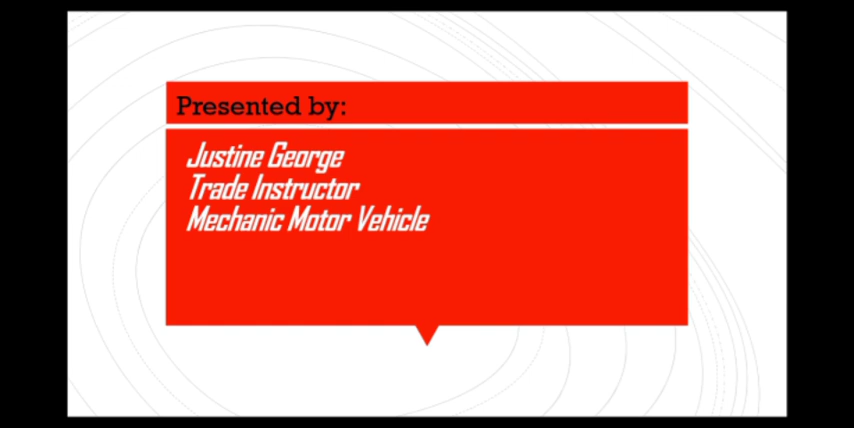 Presented by:
Justine George
Trade Instructor
Mechanic Motor Vehicle